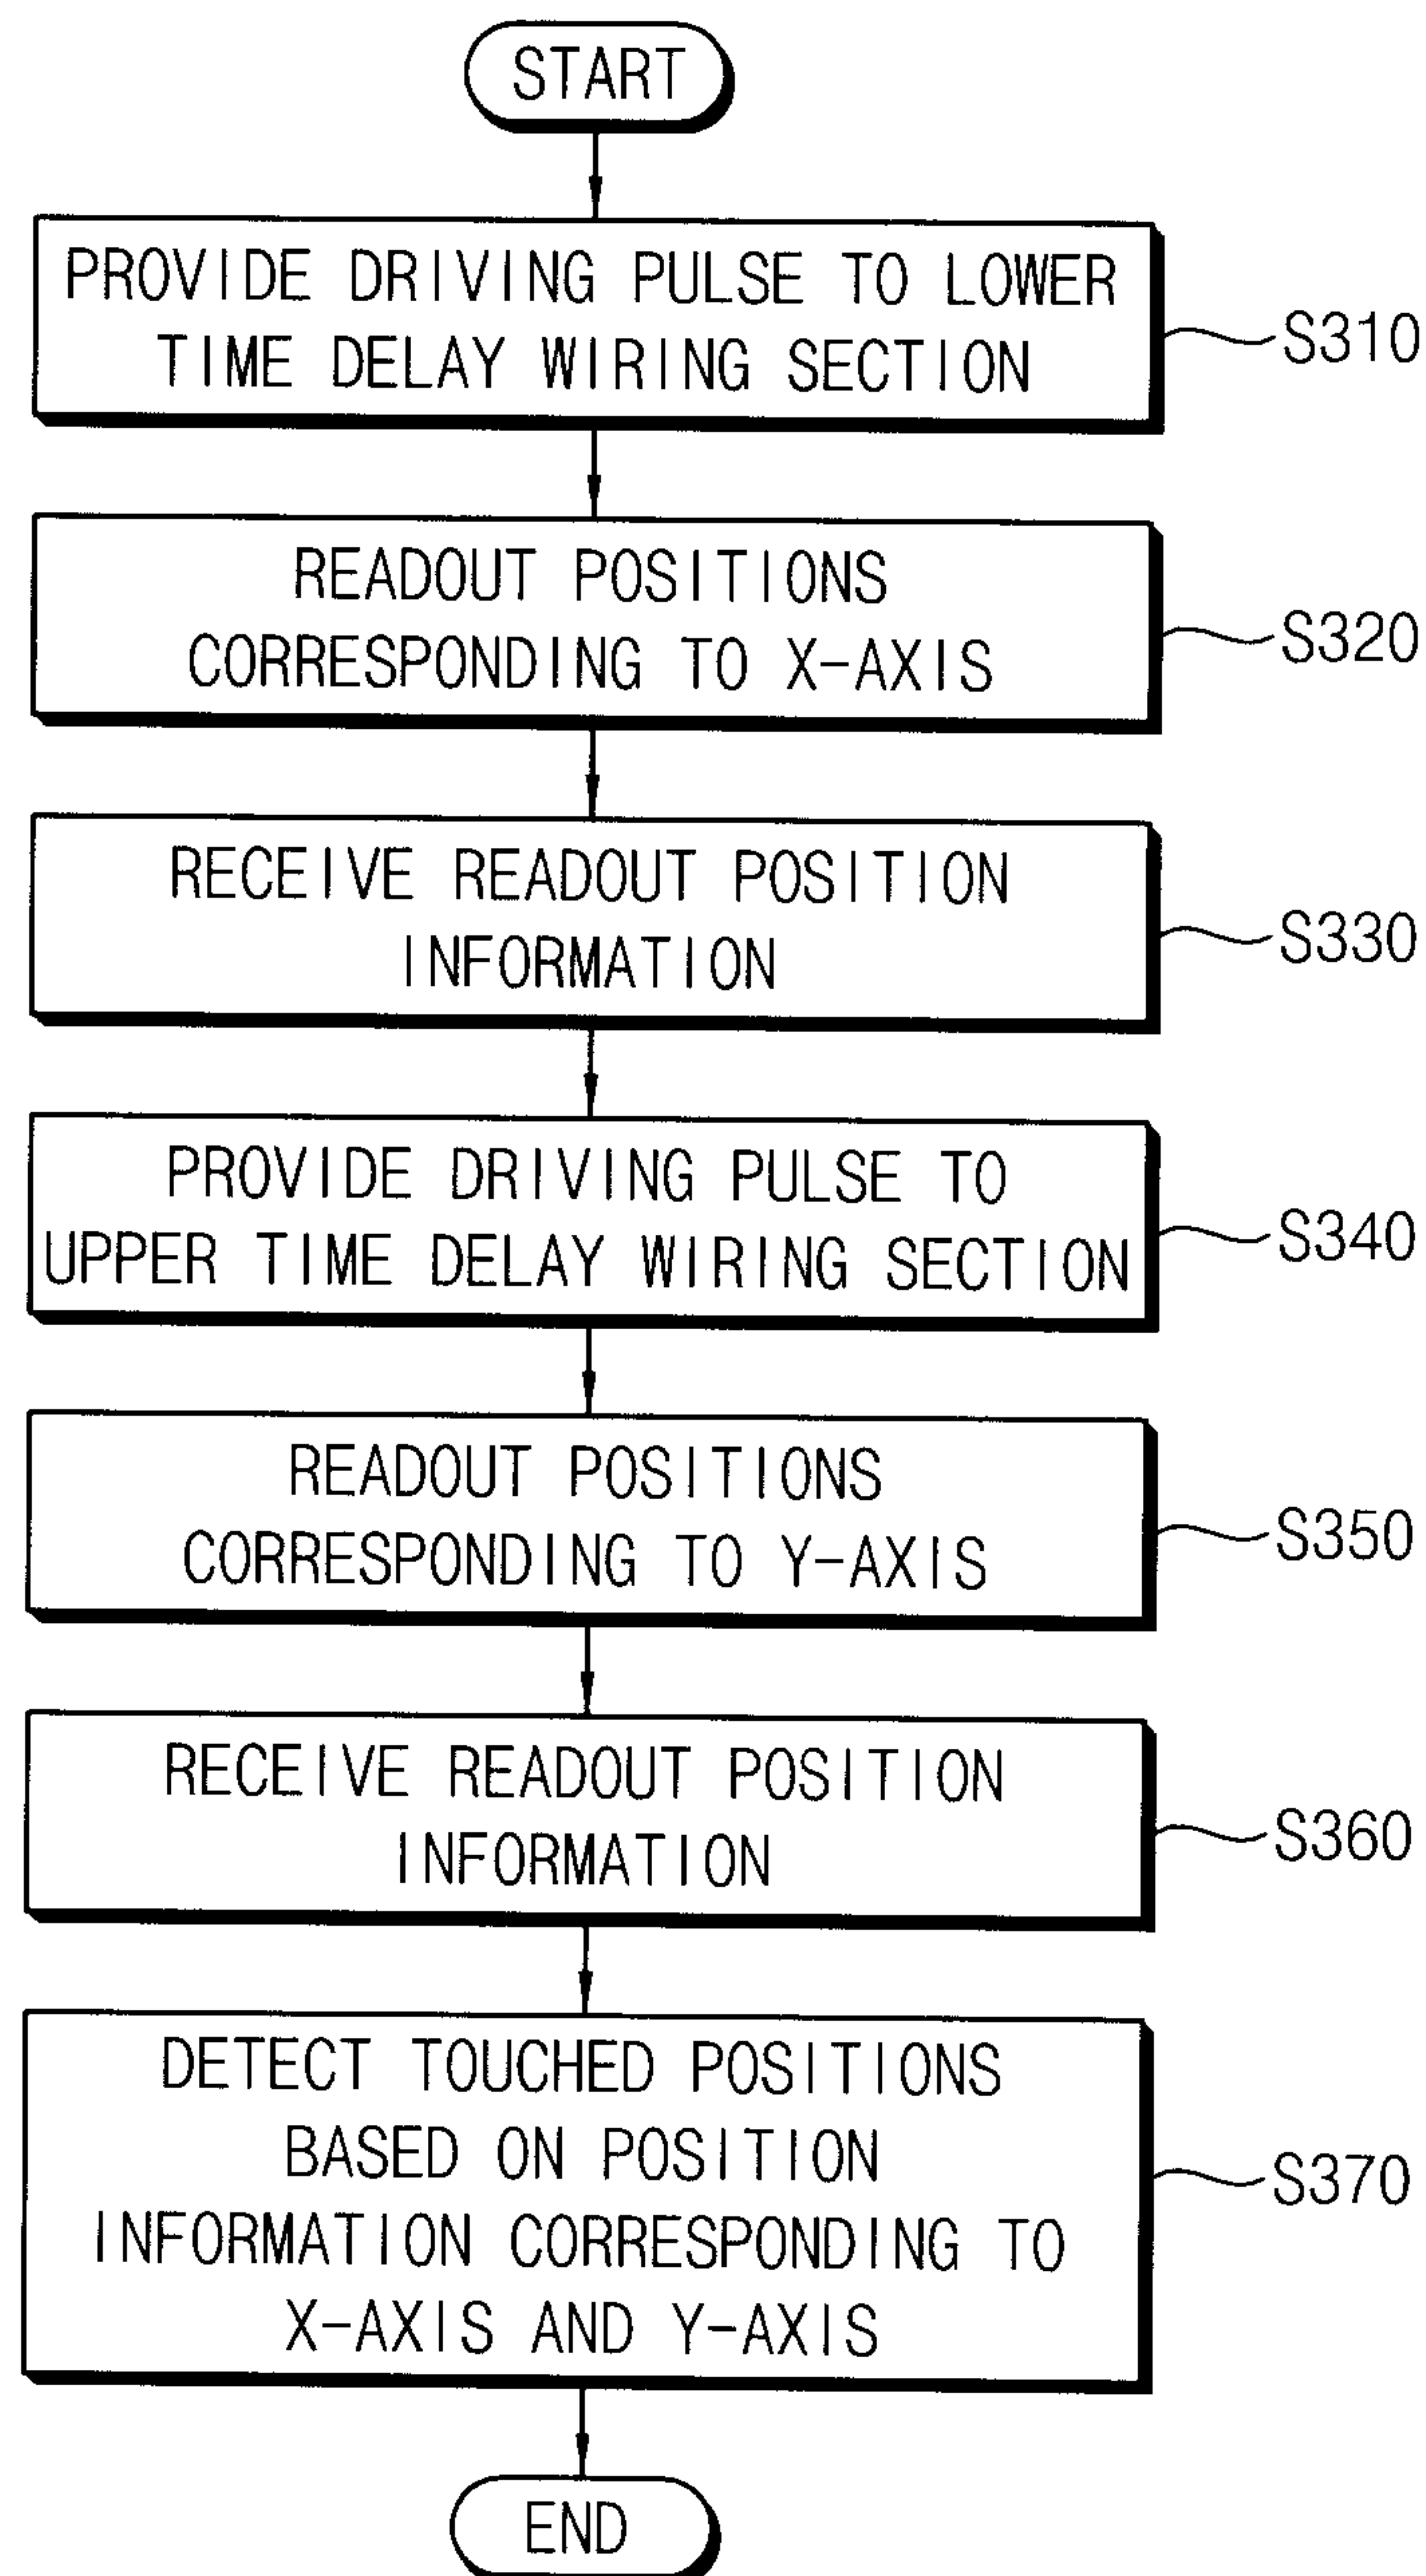 START
PROVIDE DRIVING PULSE TO LOWER
TIME DELAY WIRING SECTION
S310
READOUT POSITIONS
CORRESPONDING TO X-AXIS
S320
RECEIVE READOUT POSITION
INFORMATION
S330
PROVIDE DRIVING PULSE TO
UPPER TIME DELAY WIRING SECTION
S340
READOUT POSITIONS
CORRESPONDING TO Y-AXIS
S350
RECEIVE READOUT POSITION
INFORMATION
S360
DETECT TOUCHED POSITIONS
BASED ON POSITION
INFORMATION CORRESPONDING TO
X-AXIS AND Y-AXIS
S370
END